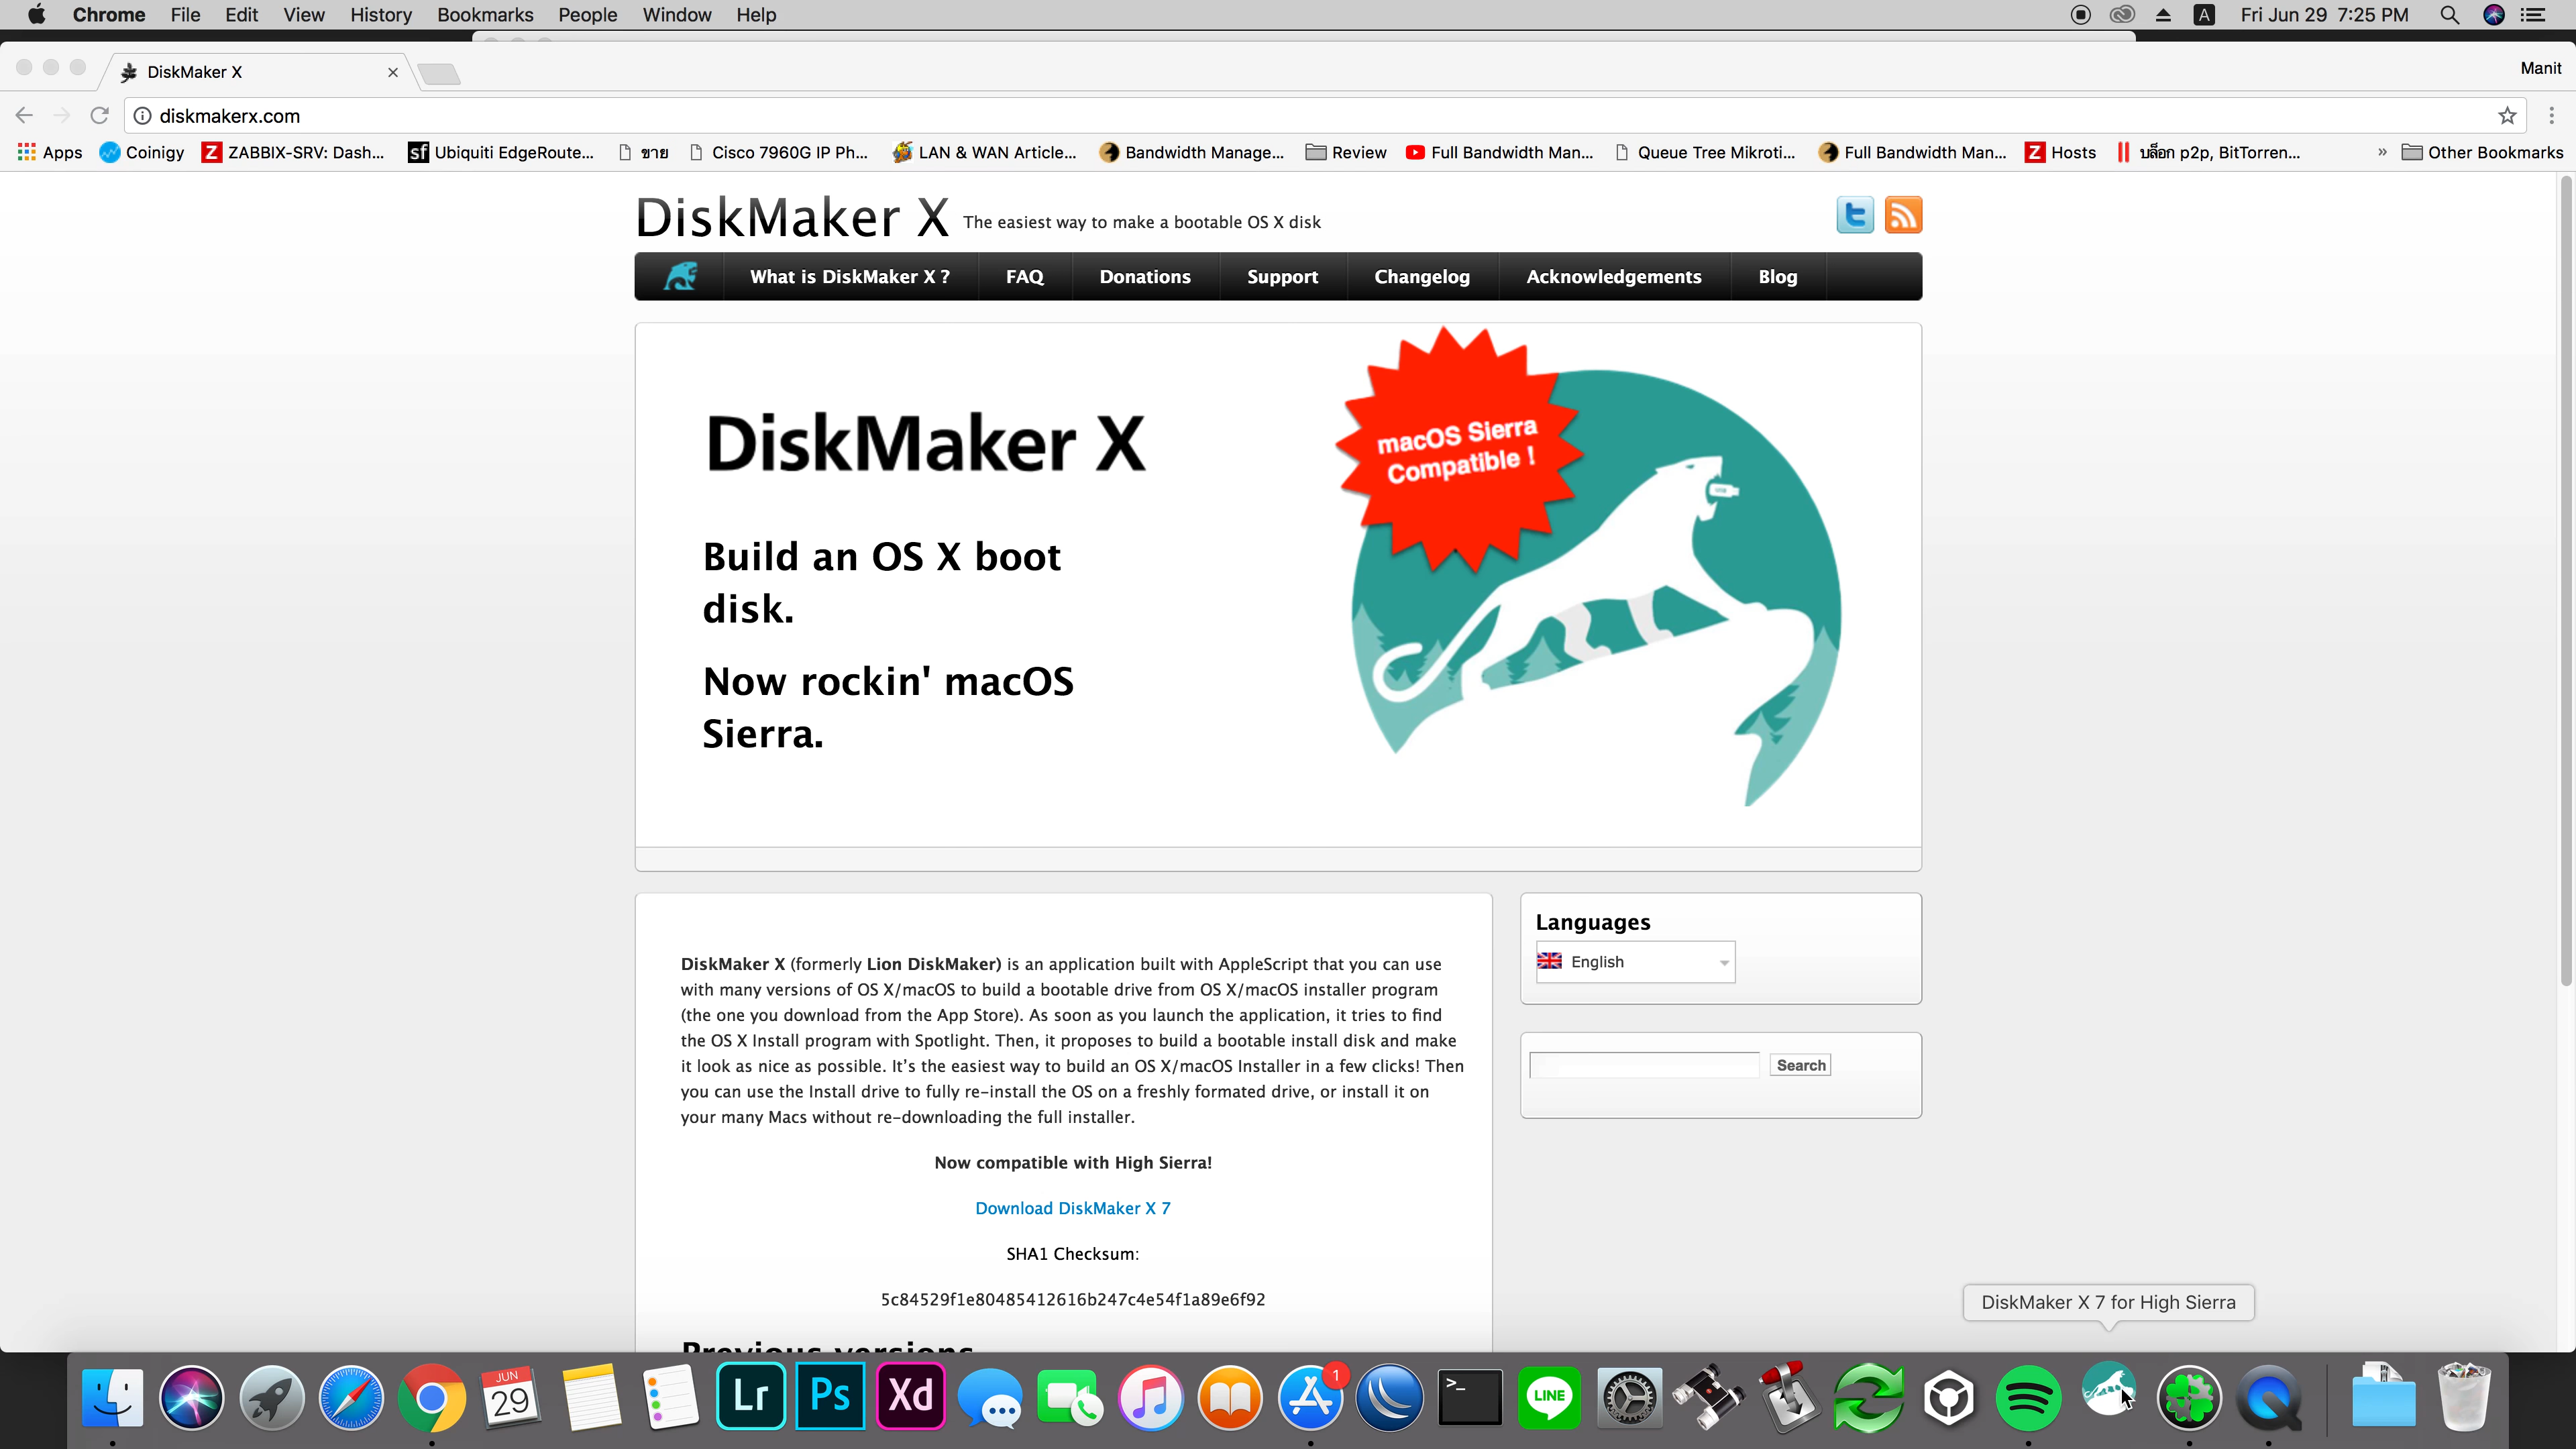 Chrome File Edit View History Bookmarks People Window Help
A Fri Jun 29 7:25 PM
DiskMaker X
Manit
diskmakerx.com
Apps Coinigy Z ZABBIX-SRV: Dash... sf Ubiquiti EdgeRoute... ขาย Cisco 7960G IP Ph... LAN & WAN Article... Bandwidth Manage... Review Full Bandwidth Man... Queue Tree Mikroti... Full Bandwidth Man... Z Hosts บล็อก p2p, BitTorren... » Other Bookmarks
DiskMaker X The easiest way to make a bootable OS X disk
What is DiskMaker X ? FAQ Donations Support Changelog Acknowledgements Blog
macOS Sierra
Compatible !
DiskMaker X
Build an OS X boot
disk.
Now rockin' macOS
Sierra.
DiskMaker X (formerly Lion DiskMaker) is an application built with AppleScript that you can use
with many versions of OS X/macOS to build a bootable drive from OS X/macOS installer program
(the one you download from the App Store). As soon as you launch the application, it tries to find
the OS X Install program with Spotlight. Then, it proposes to build a bootable install disk and make
it look as nice as possible. It's the easiest way to build an OS X/macOS Installer in a few clicks! Then
you can use the Install drive to fully re-install the OS on a freshly formated drive, or install it on
your many Macs without re-downloading the full installer.
Now compatible with High Sierra!
Download DiskMaker X 7
SHA1 Checksum:
5c84529f1e80485412616b247c4e54f1a89e6f92
Previous versions
Languages
English
Search
DiskMaker X 7 for High Sierra
JUN
29
Lr Ps Xd
1
>_
LINE